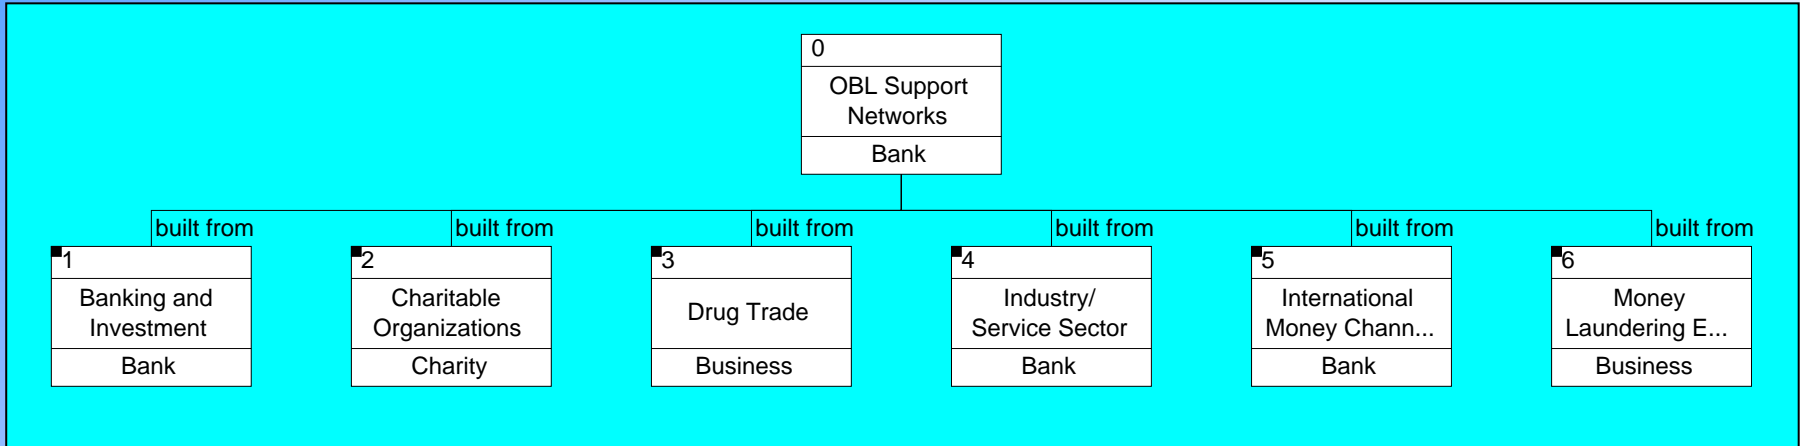 0
OBL Support
Networks
Bank
built from
built from
built from
built from
built from
built from
1
Banking and
Investment
Bank
2
Charitable
Organizations
Charity
3
Drug Trade
Business
4
Industry/
Service Sector
Bank
5
International
Money Chann...
Bank
6
Money
Laundering E...
Business